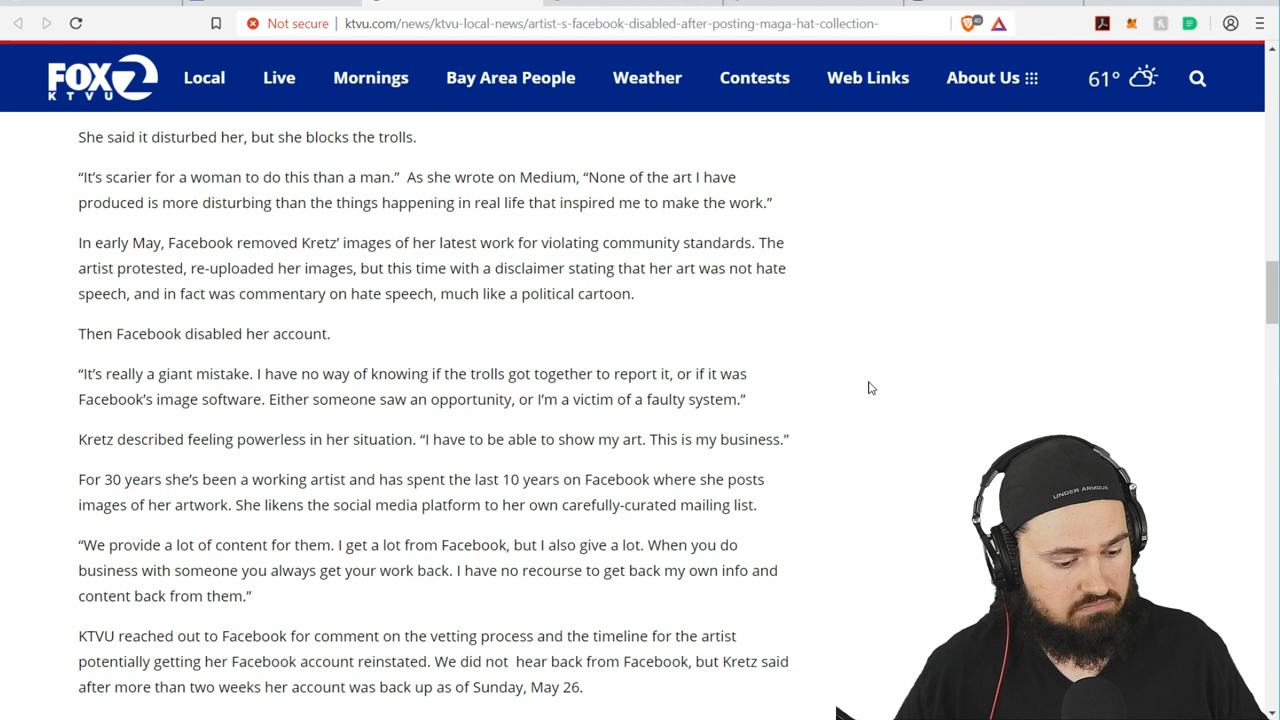 Not secure | ktvu.com/news/ktvu-local-news/artist-s-facebook-disabled-after-posting-maga-hat-collection-
FOX 2 Local Live Mornings Bay Area People Weather Contests Web Links About Us 61°
KTVU
She said it disturbed her, but she blocks the trolls.
“It’s scarier for a woman to do this than a man.”  As she wrote on Medium, “None of the art I have
produced is more disturbing than the things happening in real life that inspired me to make the work.”
In early May, Facebook removed Kretz’ images of her latest work for violating community standards. The
artist protested, re-uploaded her images, but this time with a disclaimer stating that her art was not hate
speech, and in fact was commentary on hate speech, much like a political cartoon.
Then Facebook disabled her account.
“It’s really a giant mistake. I have no way of knowing if the trolls got together to report it, or if it was
Facebook’s image software. Either someone saw an opportunity, or I’m a victim of a faulty system.”
Kretz described feeling powerless in her situation. “I have to be able to show my art. This is my business.”
For 30 years she’s been a working artist and has spent the last 10 years on Facebook where she posts
images of her artwork. She likens the social media platform to her own carefully-curated mailing list.
UNDER ARMOUR
“We provide a lot of content for them. I get a lot from Facebook, but I also give a lot. When you do
business with someone you always get your work back. I have no recourse to get back my own info and
content back from them.”
KTVU reached out to Facebook for comment on the vetting process and the timeline for the artist
potentially getting her Facebook account reinstated. We did not  hear back from Facebook, but Kretz said
after more than two weeks her account was back up as of Sunday, May 26.